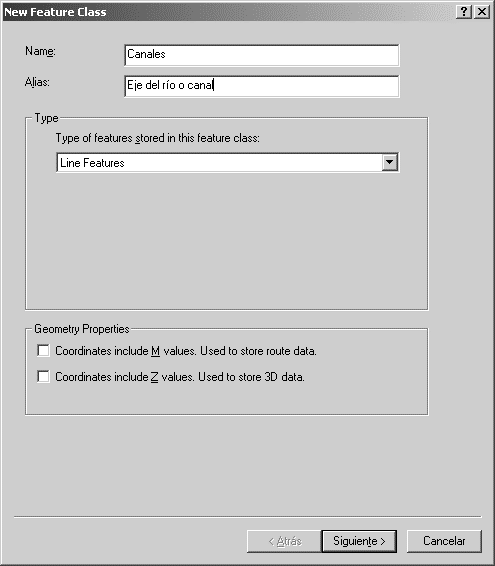 New Feature Class
Name: Canales
Alias: Eje del río o canal
Type
Type of features stored in this feature class:
Line Features
Geometry Properties
Coordinates include M values. Used to store route data.
Coordinates include Z values. Used to store 3D data.
< Atrás Siguiente > Cancelar